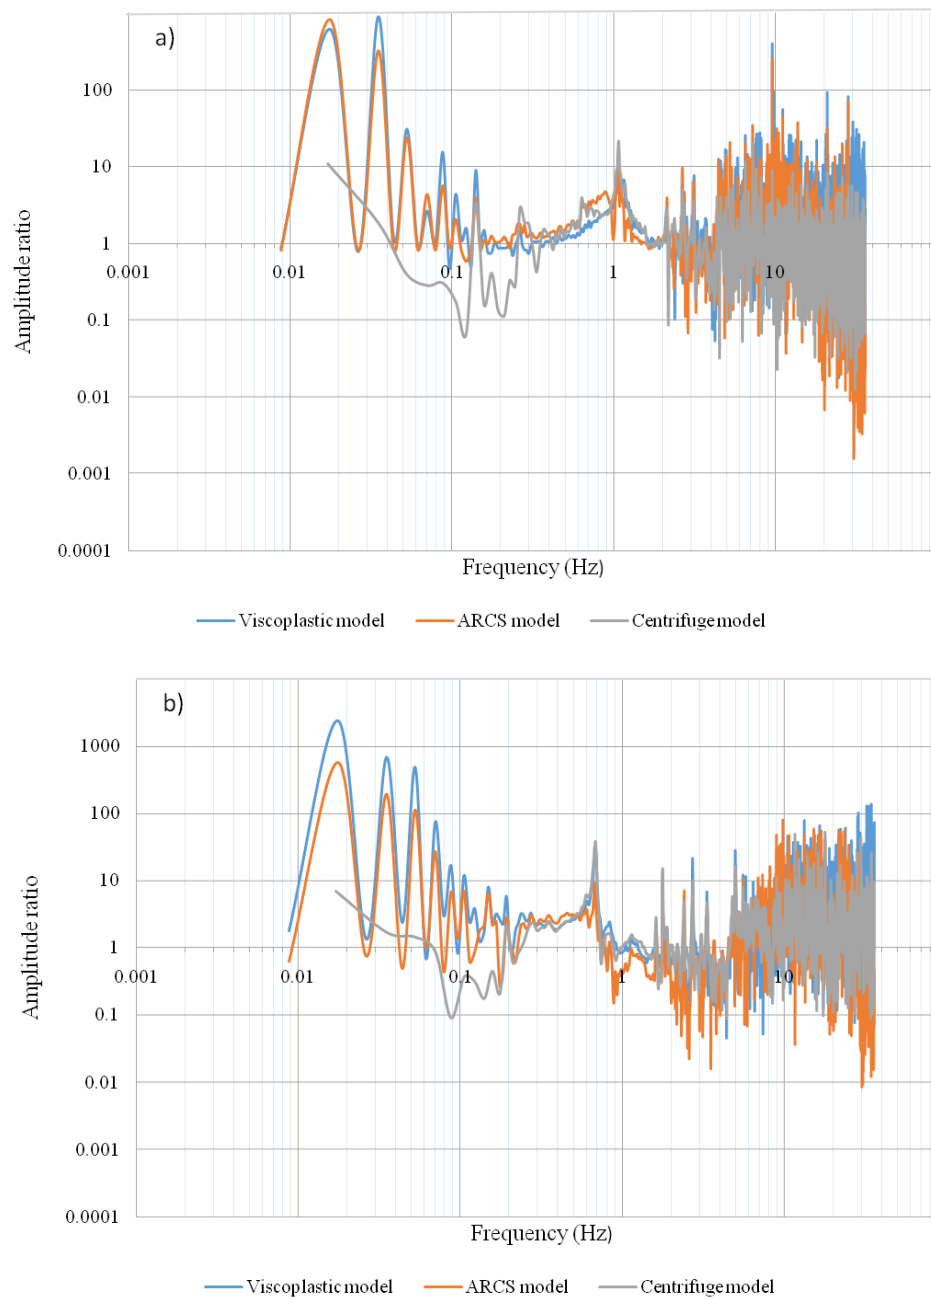 a)
100
10
1
0.001 0.01 0.1 1 10
0.1
0.01
0.001
0.0001
Amplitude ratio
Frequency (Hz)
Viscoplastic model ARCS model Centrifuge model
b)
1000
100
10
1
0.001 0.01 0.1 1 10
0.1
0.01
0.001
0.0001
Amplitude ratio
Frequency (Hz)
Viscoplastic model ARCS model Centrifuge model